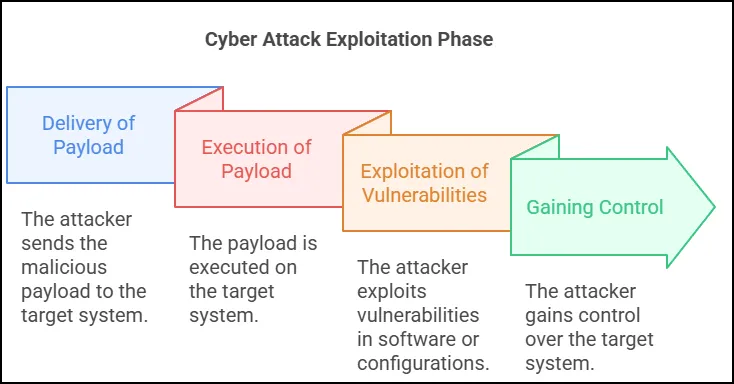 Cyber Attack Exploitation Phase
Delivery of
Payload
The attacker
sends the
malicious
payload to the
target system.
Execution of
Payload
The payload is
executed on
the target
system.
Exploitation of
Vulnerabilities
The attacker
exploits
vulnerabilities
in software or
configurations.
Gaining Control
The attacker
gains control
over the target
system.